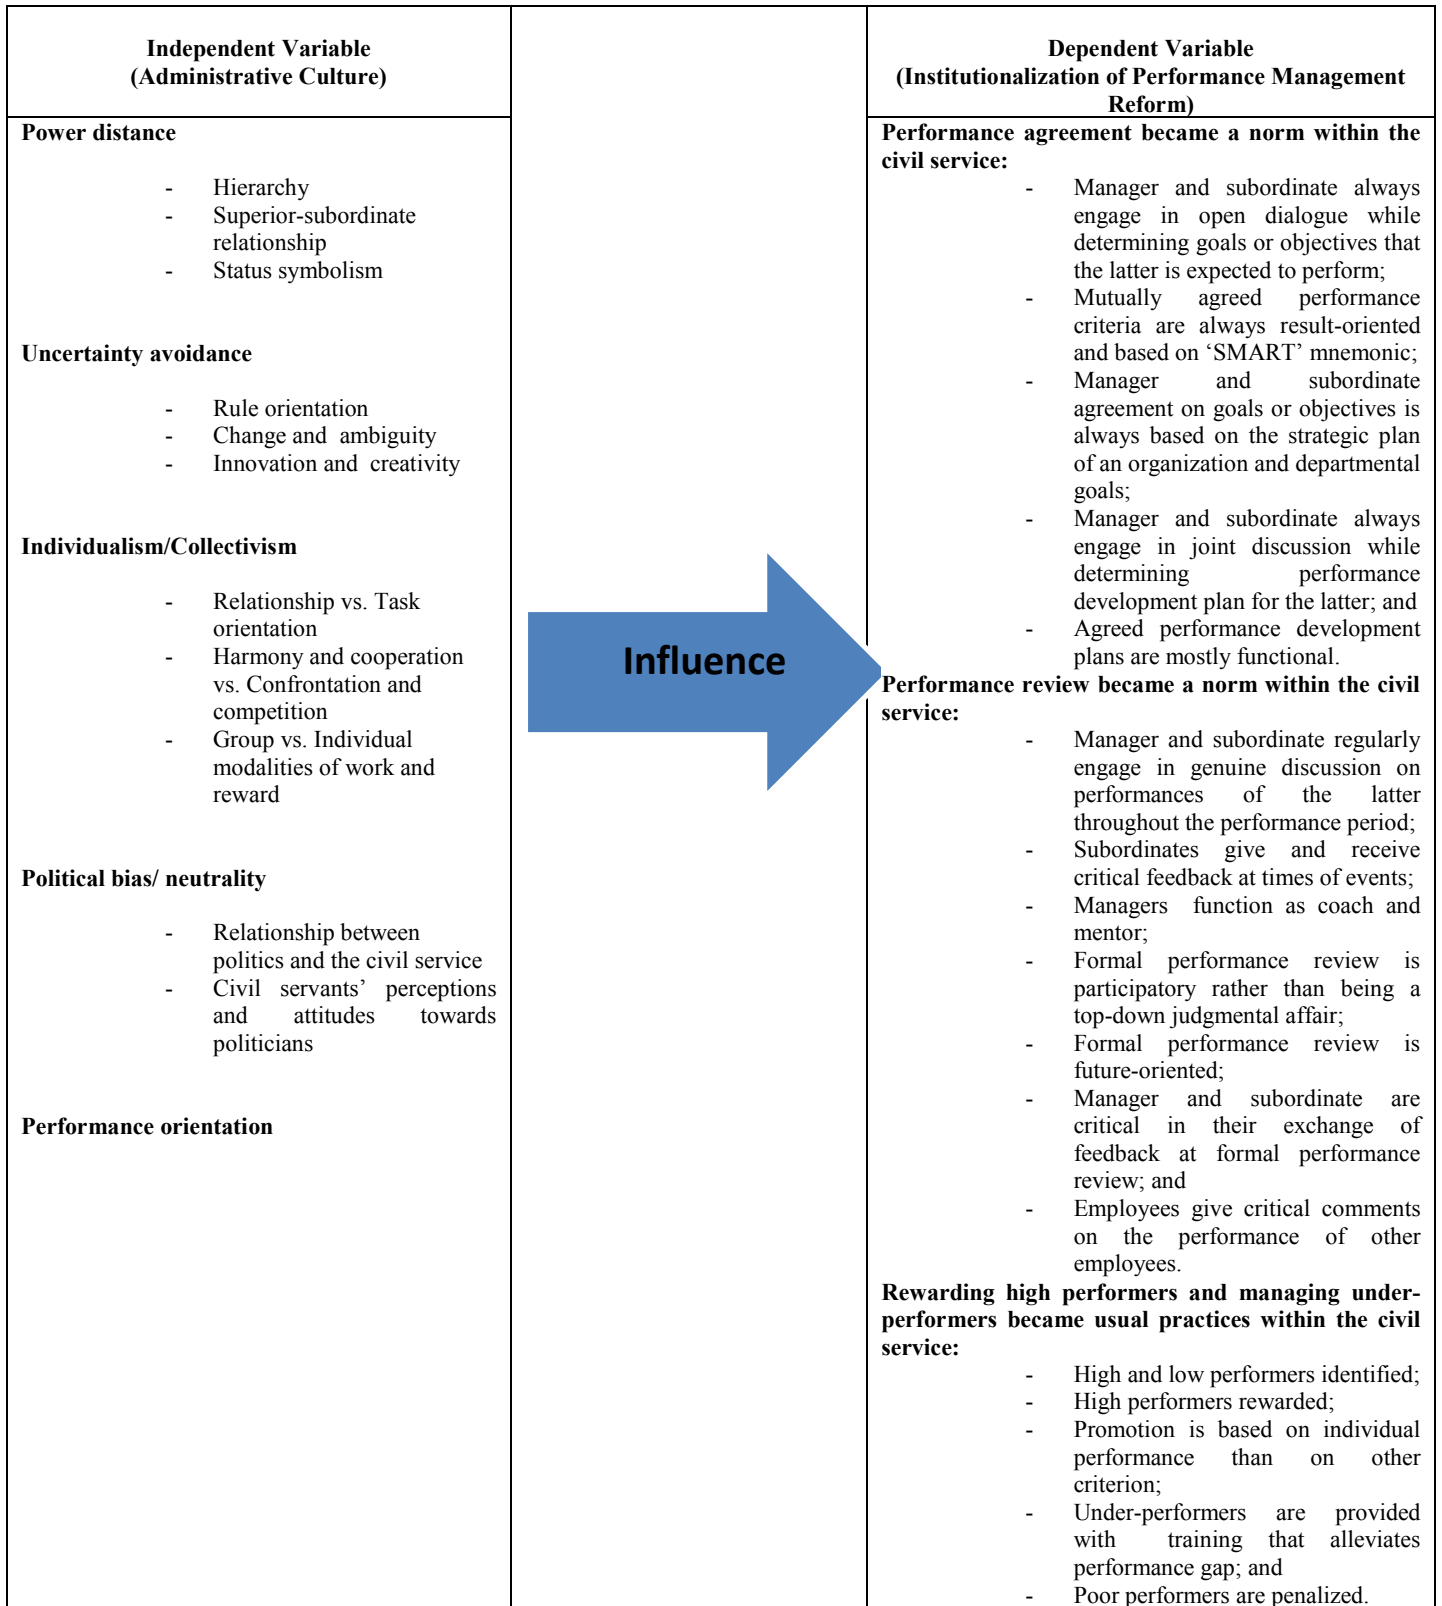 Independent Variable
(Administrative Culture)
Power distance
- Hierarchy
- Superior-subordinate
relationship
- Status symbolism
Uncertainty avoidance
- Rule orientation
- Change and ambiguity
- Innovation and creativity
Individualism/Collectivism
- Relationship vs. Task
orientation
- Harmony and cooperation
vs. Confrontation and
competition
- Group vs. Individual
modalities of work and
reward
Political bias/ neutrality
- Relationship between
politics and the civil service
- Civil servants’ perceptions
and attitudes towards
politicians
Performance orientation
Influence
Dependent Variable
(Institutionalization of Performance Management
Reform)
Performance agreement became a norm within the
civil service:
- Manager and subordinate always
engage in open dialogue while
determining goals or objectives that
the latter is expected to perform;
- Mutually agreed performance
criteria are always result-oriented
and based on ‘SMART’ mnemonic;
- Manager and subordinate
agreement on goals or objectives is
always based on the strategic plan
of an organization and departmental
goals;
- Manager and subordinate always
engage in joint discussion while
determining performance
development plan for the latter; and
- Agreed performance development
plans are mostly functional.
Performance review became a norm within the civil
service:
- Manager and subordinate regularly
engage in genuine discussion on
performances of the latter
throughout the performance period;
- Subordinates give and receive
critical feedback at times of events;
- Managers function as coach and
mentor;
- Formal performance review is
participatory rather than being a
top-down judgmental affair;
- Formal performance review is
future-oriented;
- Manager and subordinate are
critical in their exchange of
feedback at formal performance
review; and
- Employees give critical comments
on the performance of other
employees.
Rewarding high performers and managing under-
performers became usual practices within the civil
service:
- High and low performers identified;
- High performers rewarded;
- Promotion is based on individual
performance than on other
criterion;
- Under-performers are provided
with training that alleviates
performance gap; and
- Poor performers are penalized.